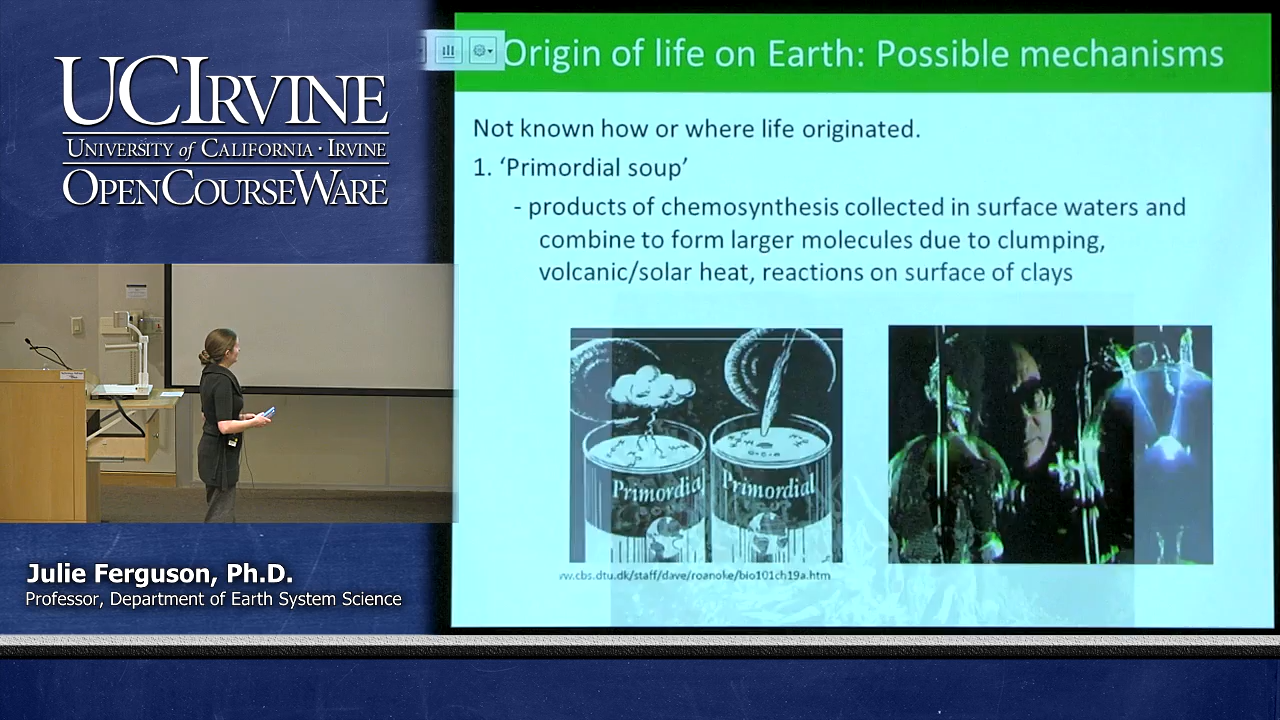 UCIRVINE
UNIVERSITY of CALIFORNIA · IRVINE
OPENCOURSEWARE
Origin of life on Earth: Possible mechanisms
Not known how or where life originated.
1. ‘Primordial soup’
- products of chemosynthesis collected in surface waters and
combine to form larger molecules due to clumping,
volcanic/solar heat, reactions on surface of clays
Primordial Primordial
w.cbs.dtu.dk/staff/dave/roanoke/bio101ch19a.htm
Julie Ferguson, Ph.D.
Professor, Department of Earth System Science